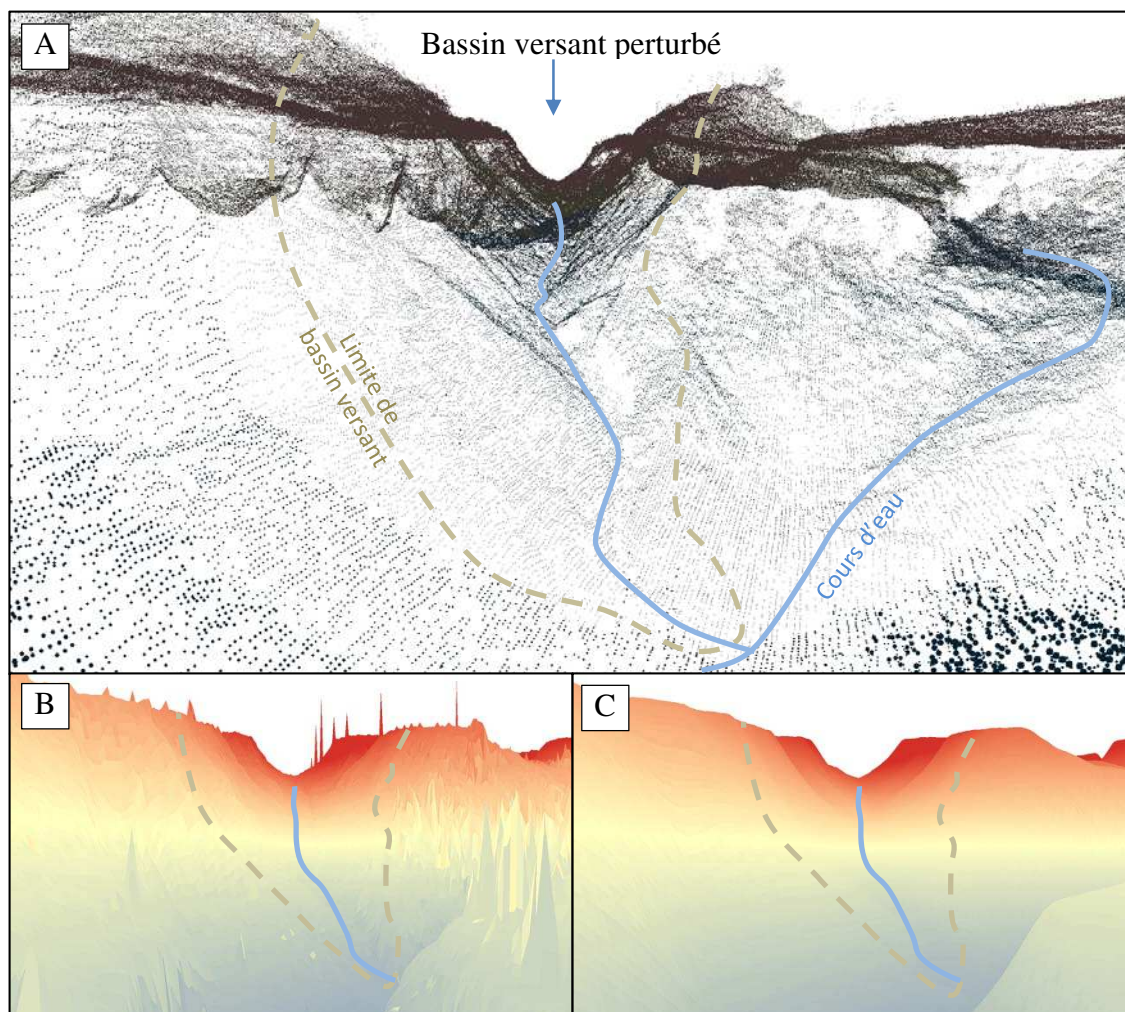 A
Bassin versant perturbé
Limite de
bassin versant
Cours d'eau
B
C